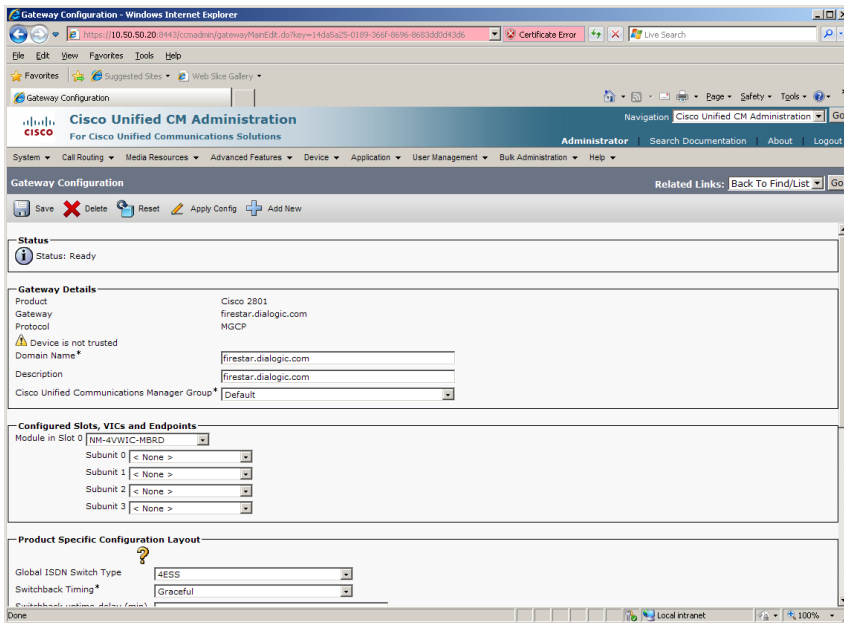 Gateway Configuration - Windows Internet Explorer
https://10.50.50.20:8443/ccmadmin/gatewayMainEdit.do?key=14da5a25-0189-366f-8696-8683dd0d43d6 Certificate Error Live Search
File Edit View Favorites Tools Help
Favorites Suggested Sites Web Slice Gallery
Gateway Configuration Page Safety Tools
CISCO
Cisco Unified CM Administration
For Cisco Unified Communications Solutions
Navigation Cisco Unified CM Administration Go
Administrator | Search Documentation | About | Logout
System Call Routing Media Resources Advanced Features Device Application User Management Bulk Administration Help
Gateway Configuration Related Links: Back To Find/List Go
Save Delete Reset Apply Config Add New
Status
Status: Ready
Gateway Details
Product Cisco 2801
Gateway firestar.dialogic.com
Protocol MGCP
Device is not trusted
Domain Name* firestar.dialogic.com
Description firestar.dialogic.com
Cisco Unified Communications Manager Group* Default
Configured Slots, VICs and Endpoints
Module in Slot 0 NM-4VWIC-MBRD
Subunit 0 < None >
Subunit 1 < None >
Subunit 2 < None >
Subunit 3 < None >
Product Specific Configuration Layout
?
Global ISDN Switch Type 4ESS
Switchback Timing* Graceful
Switchback uptime-delay (min)
Done Local intranet 100%